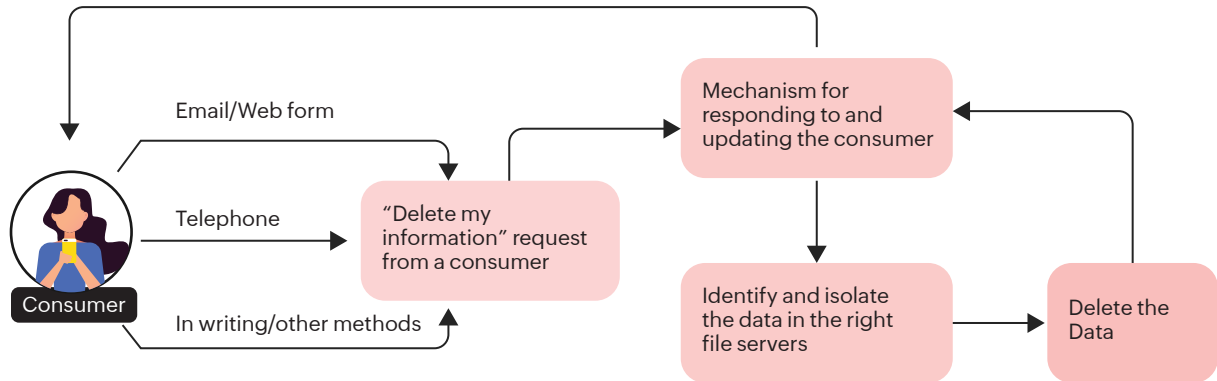 Email/Web form
Telephone
In writing/other methods
Consumer
“Delete my
information” request
from a consumer
Mechanism for
responding to and
updating the consumer
Identify and isolate
the data in the right
file servers
Delete the
Data